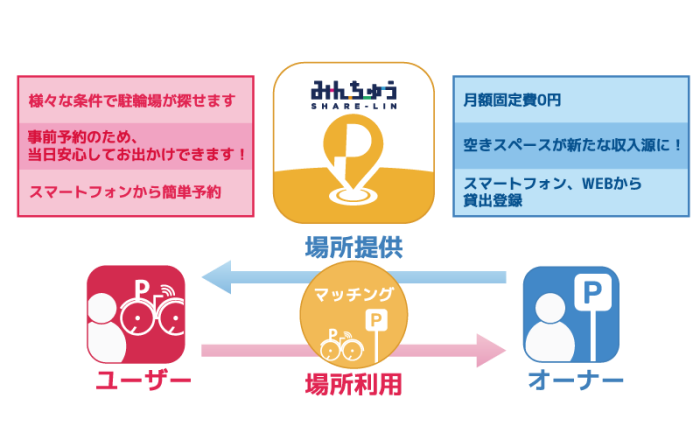 みんちゅう
SHARE-LIN
P
様々な条件で駐輪場が探せます
事前予約のため、
当日安心してお出かけできます！
スマートフォンから簡単予約
月額固定費0円
空きスペースが新たな収入源に！
スマートフォン、WEBから
貸出登録
場所提供
マッチング
P
P
P
P
場所利用
ユーザー
オーナー